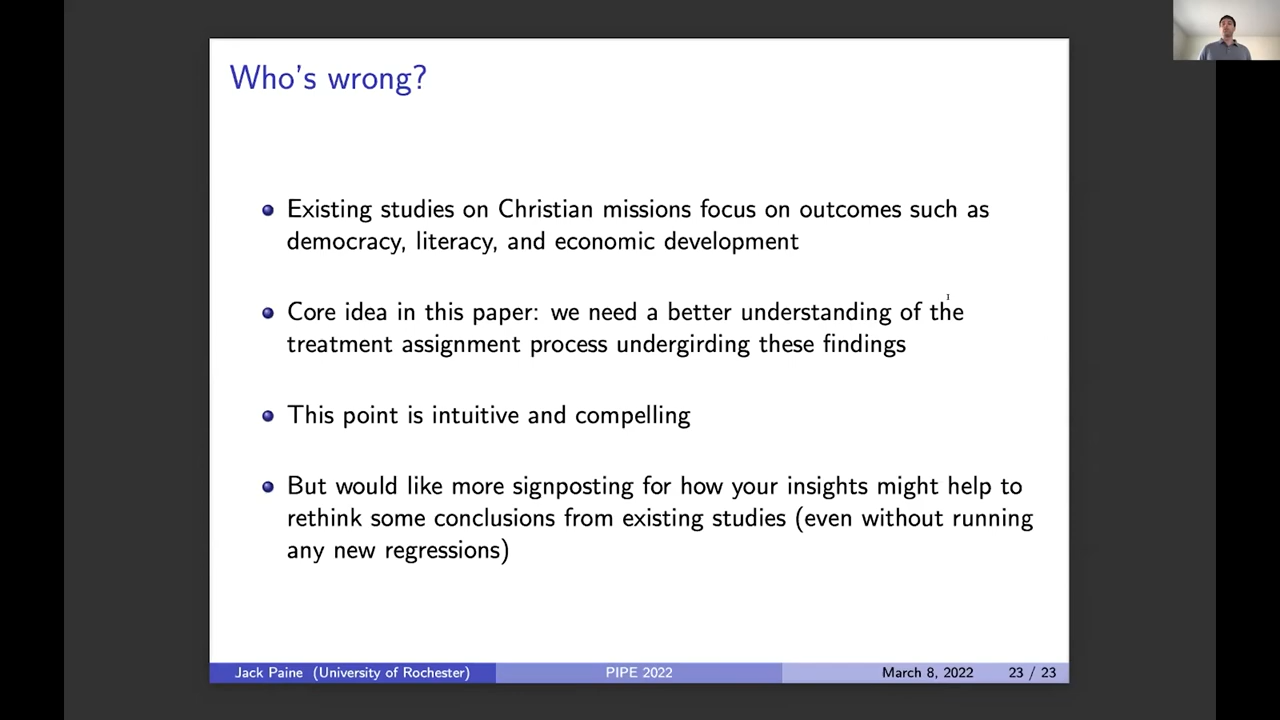 Who's wrong?
Existing studies on Christian missions focus on outcomes such as
democracy, literacy, and economic development
Core idea in this paper: we need a better understanding of the
treatment assignment process undergirding these findings
This point is intuitive and compelling
But would like more signposting for how your insights might help to
rethink some conclusions from existing studies (even without running
any new regressions)
Jack Paine (University of Rochester) PIPE 2022 March 8, 2022 23 / 23